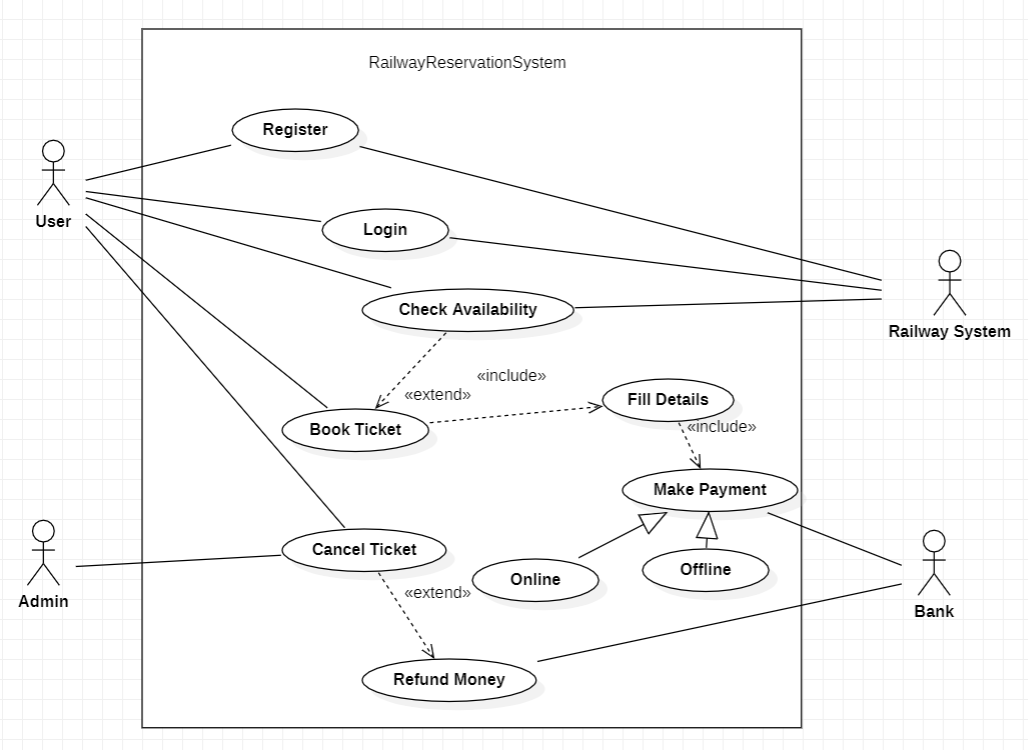 RailwayReservationSystem
Register
User
Login
Check Availability
Railway System
«include»
«extend»
Fill Details
Book Ticket
«include»
Make Payment
Cancel Ticket
Online
Offline
«extend»
Admin
Bank
Refund Money